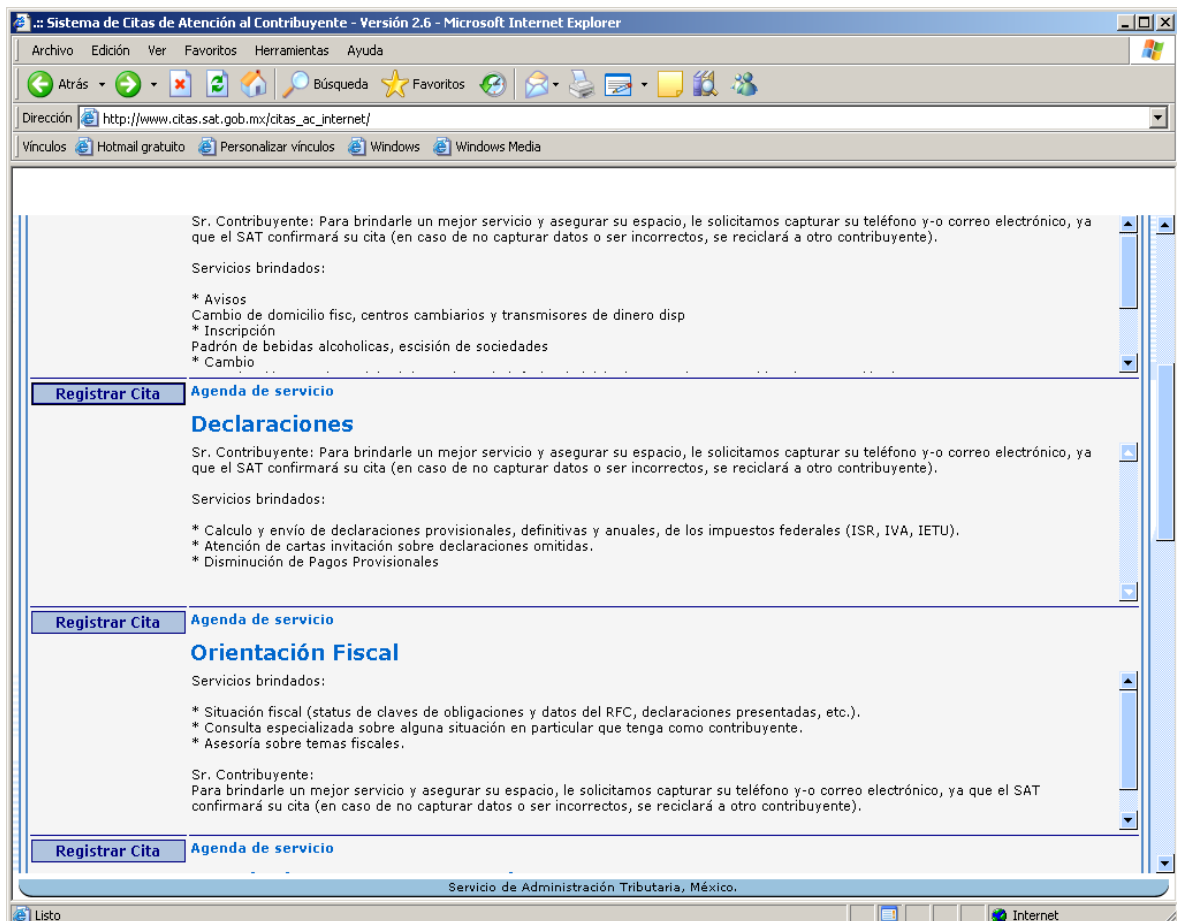 .:: Sistema de Citas de Atención al Contribuyente - Versión 2.6 - Microsoft Internet Explorer
Archivo Edición Ver Favoritos Herramientas Ayuda
Atrás Búsqueda Favoritos
Dirección http://www.citas.sat.gob.mx/citas_ac_internet/
Vínculos Hotmail gratuito Personalizar vínculos Windows Windows Media
Sr. Contribuyente: Para brindarle un mejor servicio y asegurar su espacio, le solicitamos capturar su teléfono y-o correo electrónico, ya
que el SAT confirmará su cita (en caso de no capturar datos o ser incorrectos, se reciclará a otro contribuyente).
Servicios brindados:
* Avisos
Cambio de domicilio fisc, centros cambiarios y transmisores de dinero disp
* Inscripción
Padrón de bebidas alcoholicas, escisión de sociedades
* Cambio
Registrar Cita Agenda de servicio
Declaraciones
Sr. Contribuyente: Para brindarle un mejor servicio y asegurar su espacio, le solicitamos capturar su teléfono y-o correo electrónico, ya
que el SAT confirmará su cita (en caso de no capturar datos o ser incorrectos, se reciclará a otro contribuyente).
Servicios brindados:
* Calculo y envío de declaraciones provisionales, definitivas y anuales, de los impuestos federales (ISR, IVA, IETU).
* Atención de cartas invitación sobre declaraciones omitidas.
* Disminución de Pagos Provisionales
Registrar Cita Agenda de servicio
Orientación Fiscal
Servicios brindados:
* Situación fiscal (status de claves de obligaciones y datos del RFC, declaraciones presentadas, etc.).
* Consulta especializada sobre alguna situación en particular que tenga como contribuyente.
* Asesoría sobre temas fiscales.
Sr. Contribuyente:
Para brindarle un mejor servicio y asegurar su espacio, le solicitamos capturar su teléfono y-o correo electrónico, ya que el SAT
confirmará su cita (en caso de no capturar datos o ser incorrectos, se reciclará a otro contribuyente).
Registrar Cita Agenda de servicio
Servicio de Administración Tributaria, México.
Listo Internet